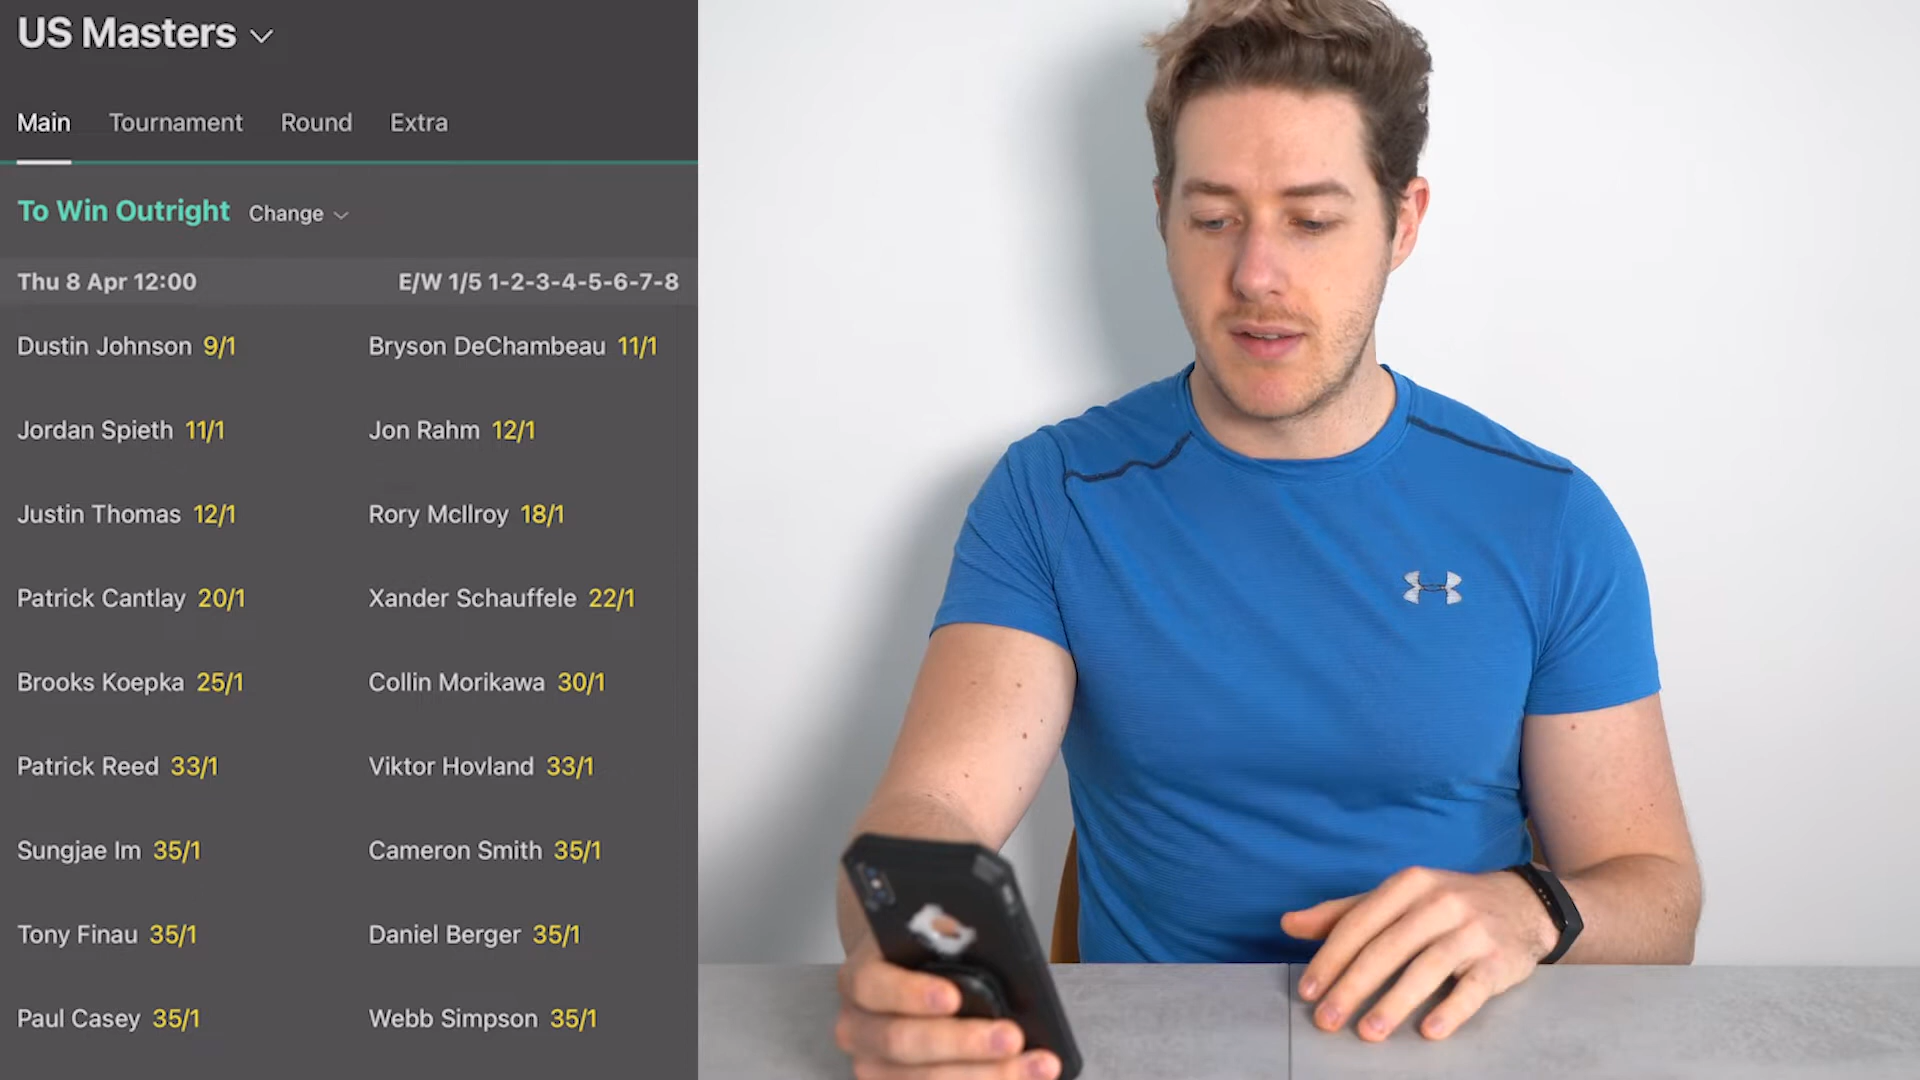 US Masters
Main Tournament Round Extra
To Win Outright Change
Thu 8 Apr 12:00 E/W 1/5 1-2-3-4-5-6-7-8
Dustin Johnson 9/1 Bryson DeChambeau 11/1
Jordan Spieth 11/1 Jon Rahm 12/1
Justin Thomas 12/1 Rory McIlroy 18/1
Patrick Cantlay 20/1 Xander Schauffele 22/1
Brooks Koepka 25/1 Collin Morikawa 30/1
Patrick Reed 33/1 Viktor Hovland 33/1
Sungjae Im 35/1 Cameron Smith 35/1
Tony Finau 35/1 Daniel Berger 35/1
Paul Casey 35/1 Webb Simpson 35/1